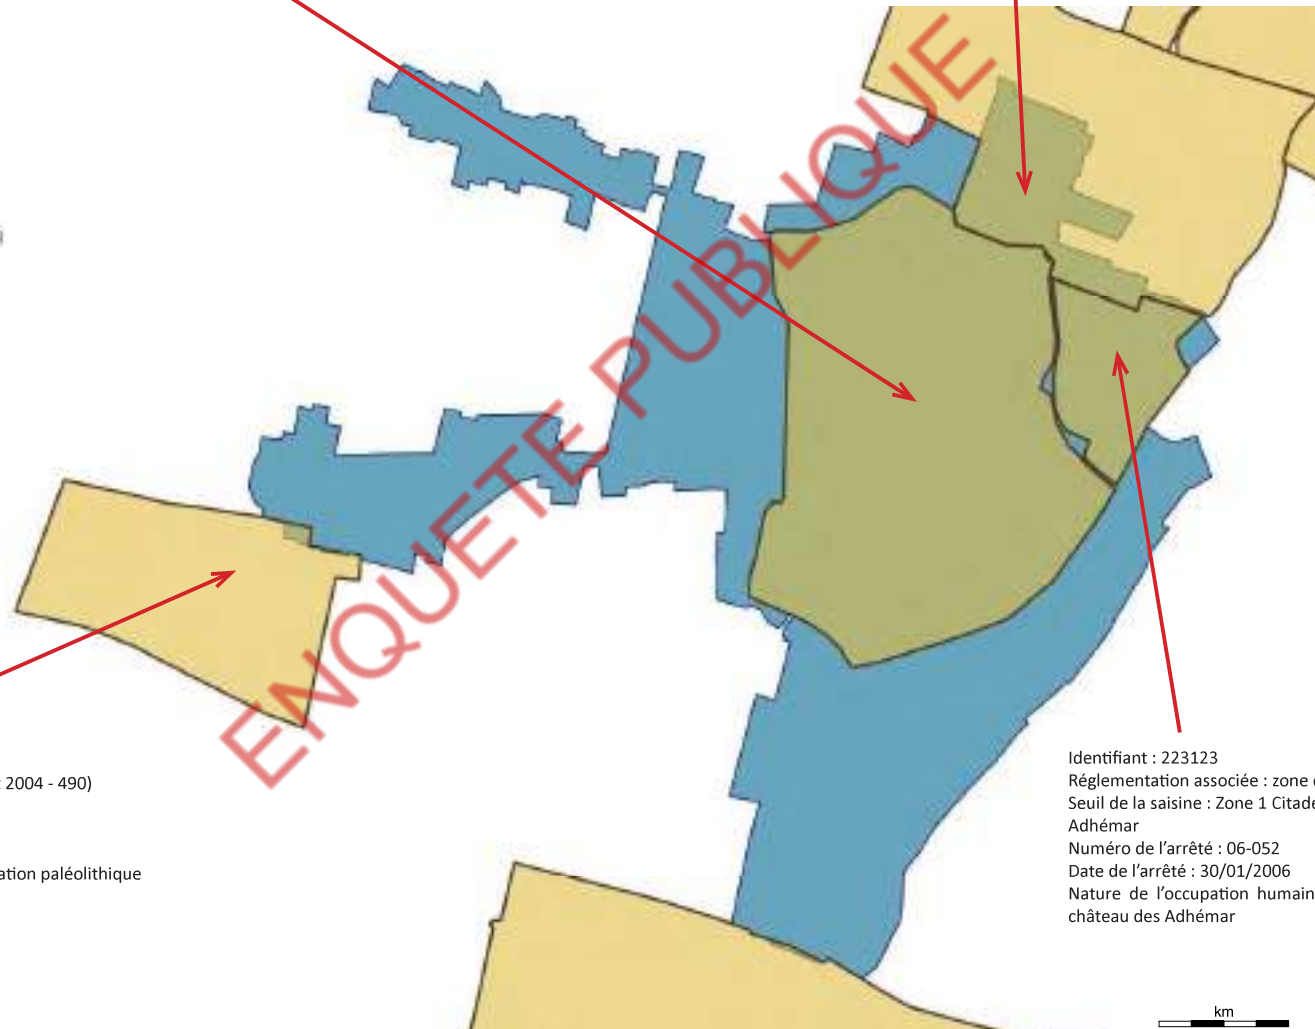 ENQUETE PUBLIQUE
2004 - 490)
ation paléolithique
Identifiant : 223123
Réglementation associée : zone
Seuil de la saisine : Zone 1 Citade
Adhémar
Numéro de l'arrêté : 06-052
Date de l'arrêté : 30/01/2006
Nature de l'occupation humain
château des Adhémar
km